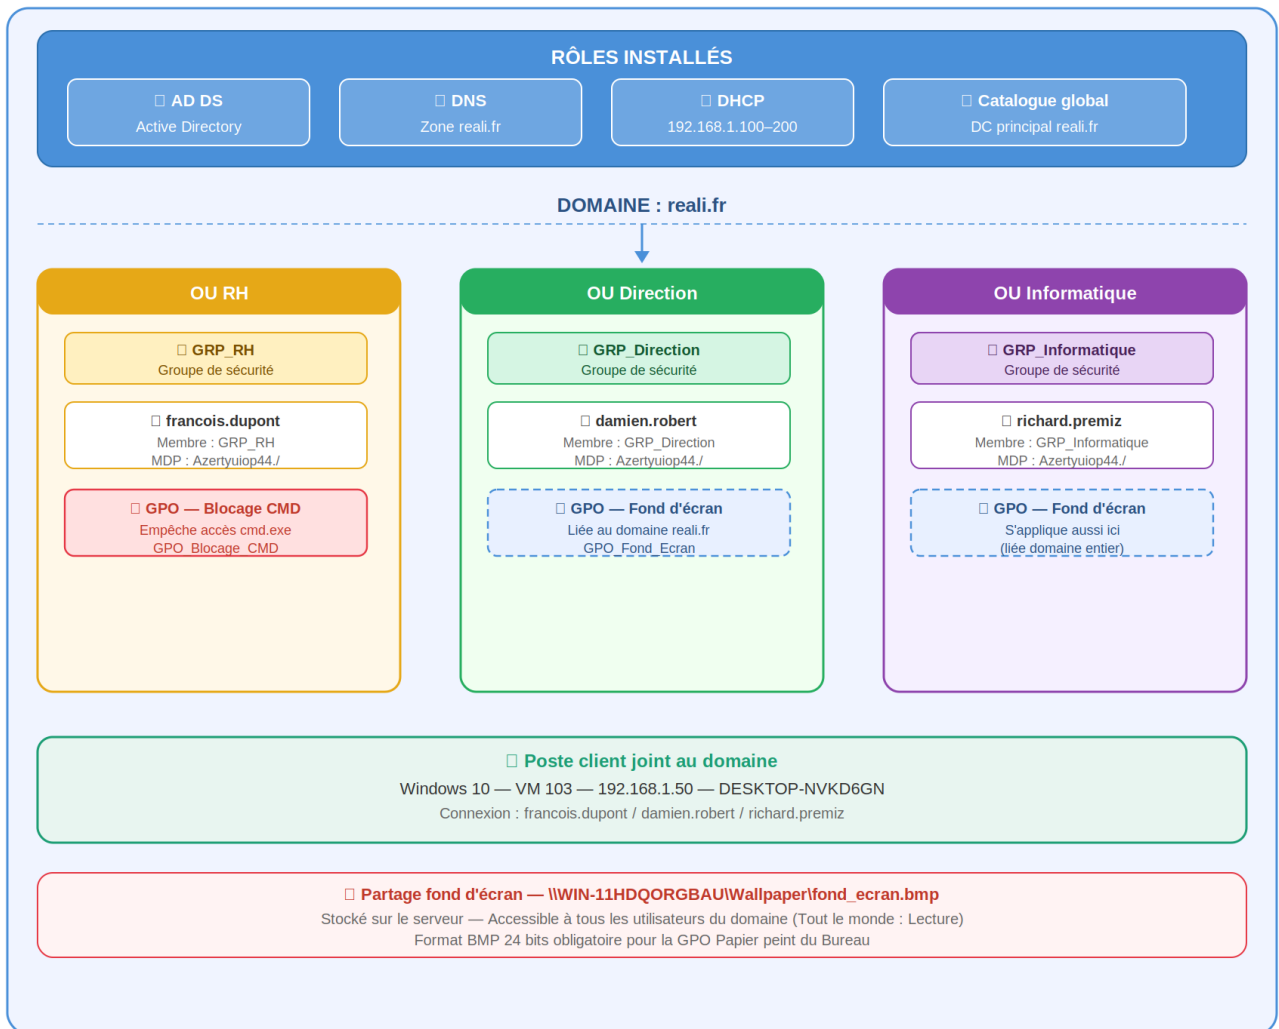 RÔLES INSTALLÉS
AD DS
Active Directory
DNS
Zone reali.fr
DHCP
192.168.1.100–200
Catalogue global
DC principal reali.fr
DOMAINE : reali.fr
OU RH
GRP_RH
Groupe de sécurité
francois.dupont
Membre : GRP_RH
MDP : Azertyuiop44./
GPO — Blocage CMD
Empêche accès cmd.exe
GPO_Blocage_CMD
OU Direction
GRP_Direction
Groupe de sécurité
damien.robert
Membre : GRP_Direction
MDP : Azertyuiop44./
GPO — Fond d'écran
Liée au domaine reali.fr
GPO_Fond_Ecran
OU Informatique
GRP_Informatique
Groupe de sécurité
richard.premiz
Membre : GRP_Informatique
MDP : Azertyuiop44./
GPO — Fond d'écran
S'applique aussi ici
(liée domaine entier)
Poste client joint au domaine
Windows 10 — VM 103 — 192.168.1.50 — DESKTOP-NVKD6GN
Connexion : francois.dupont / damien.robert / richard.premiz
Partage fond d'écran — \\WIN-11HDQORGBAU\Wallpaper\fond_ecran.bmp
Stocké sur le serveur — Accessible à tous les utilisateurs du domaine (Tout le monde : Lecture)
Format BMP 24 bits obligatoire pour la GPO Papier peint du Bureau